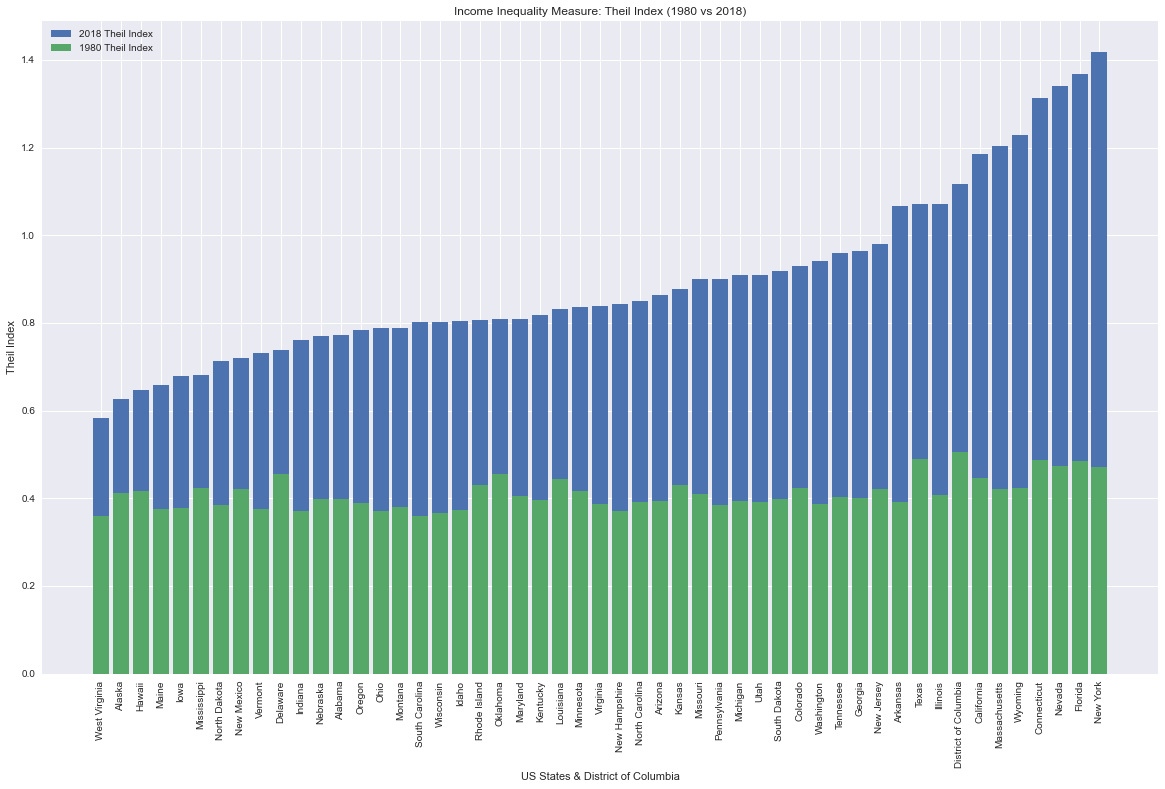 Income Inequality Measure: Theil Index (1980 vs 2018)
2018 Theil Index
1980 Theil Index
1.4
1.2
1.0
0.8
0.6
0.4
0.2
0.0
Theil Index
West Virginia
Alaska
Hawaii
Maine
Iowa
Mississippi
North Dakota
New Mexico
Vermont
Delaware
Indiana
Nebraska
Alabama
Oregon
Ohio
Montana
South Carolina
Wisconsin
Idaho
Rhode Island
Oklahoma
Maryland
Kentucky
Louisiana
Minnesota
Virginia
New Hampshire
North Carolina
Arizona
Kansas
Missouri
Pennsylvania
Michigan
Utah
South Dakota
Colorado
Washington
Tennessee
Georgia
New Jersey
Arkansas
Texas
Illinois
District of Columbia
California
Massachusetts
Wyoming
Connecticut
Nevada
Florida
New York
US States & District of Columbia